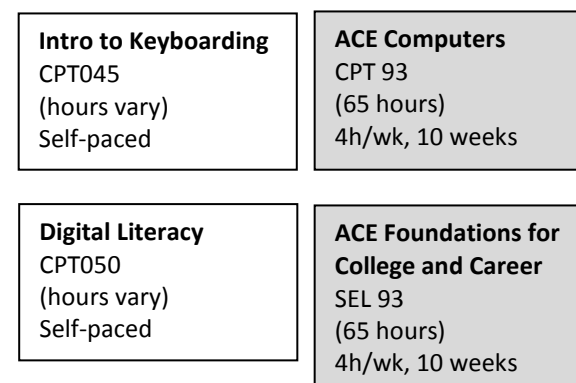 Intro to Keyboarding
CPT045
(hours vary)
Self-paced
ACE Computers
CPT 93
(65 hours)
4h/wk, 10 weeks
Digital Literacy
CPT050
(hours vary)
Self-paced
ACE Foundations for
College and Career
SEL 93
(65 hours)
4h/wk, 10 weeks